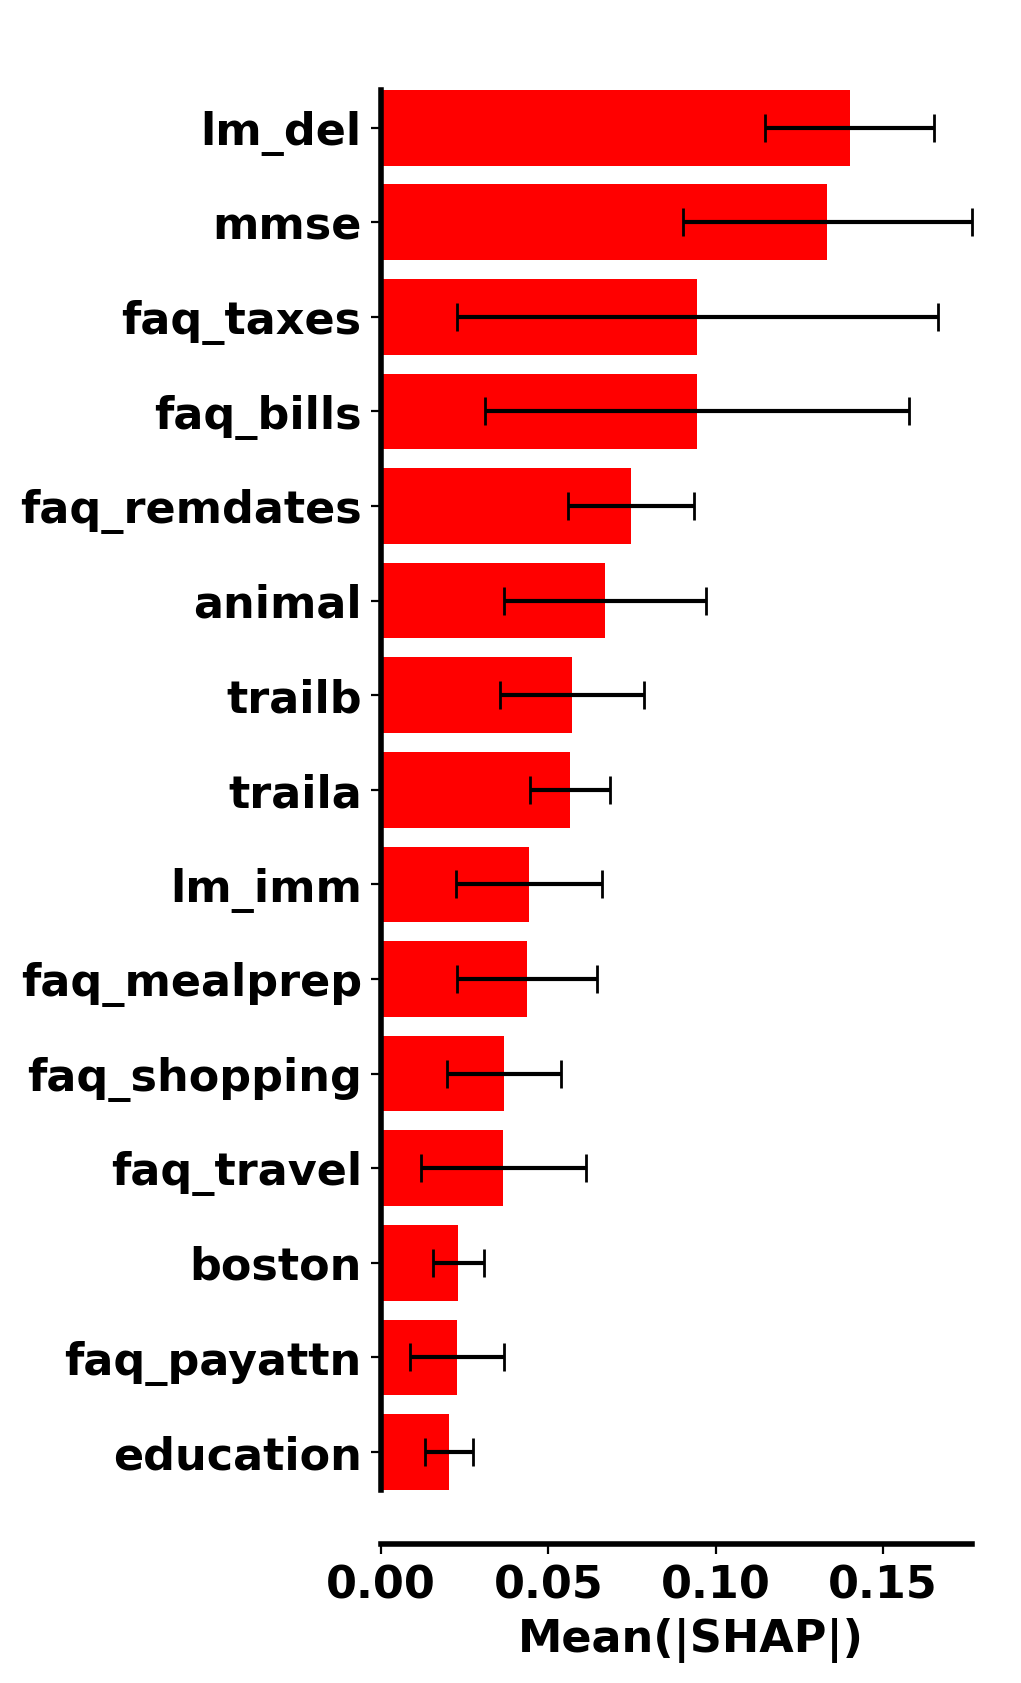 lm_del
mmse
faq_taxes
faq_bills
faq_remdates
animal
trailb
traila
lm_imm
faq_mealprep
faq_shopping
faq_travel
boston
faq_payattn
education
0.00 0.05 0.10 0.15
Mean(|SHAP|)